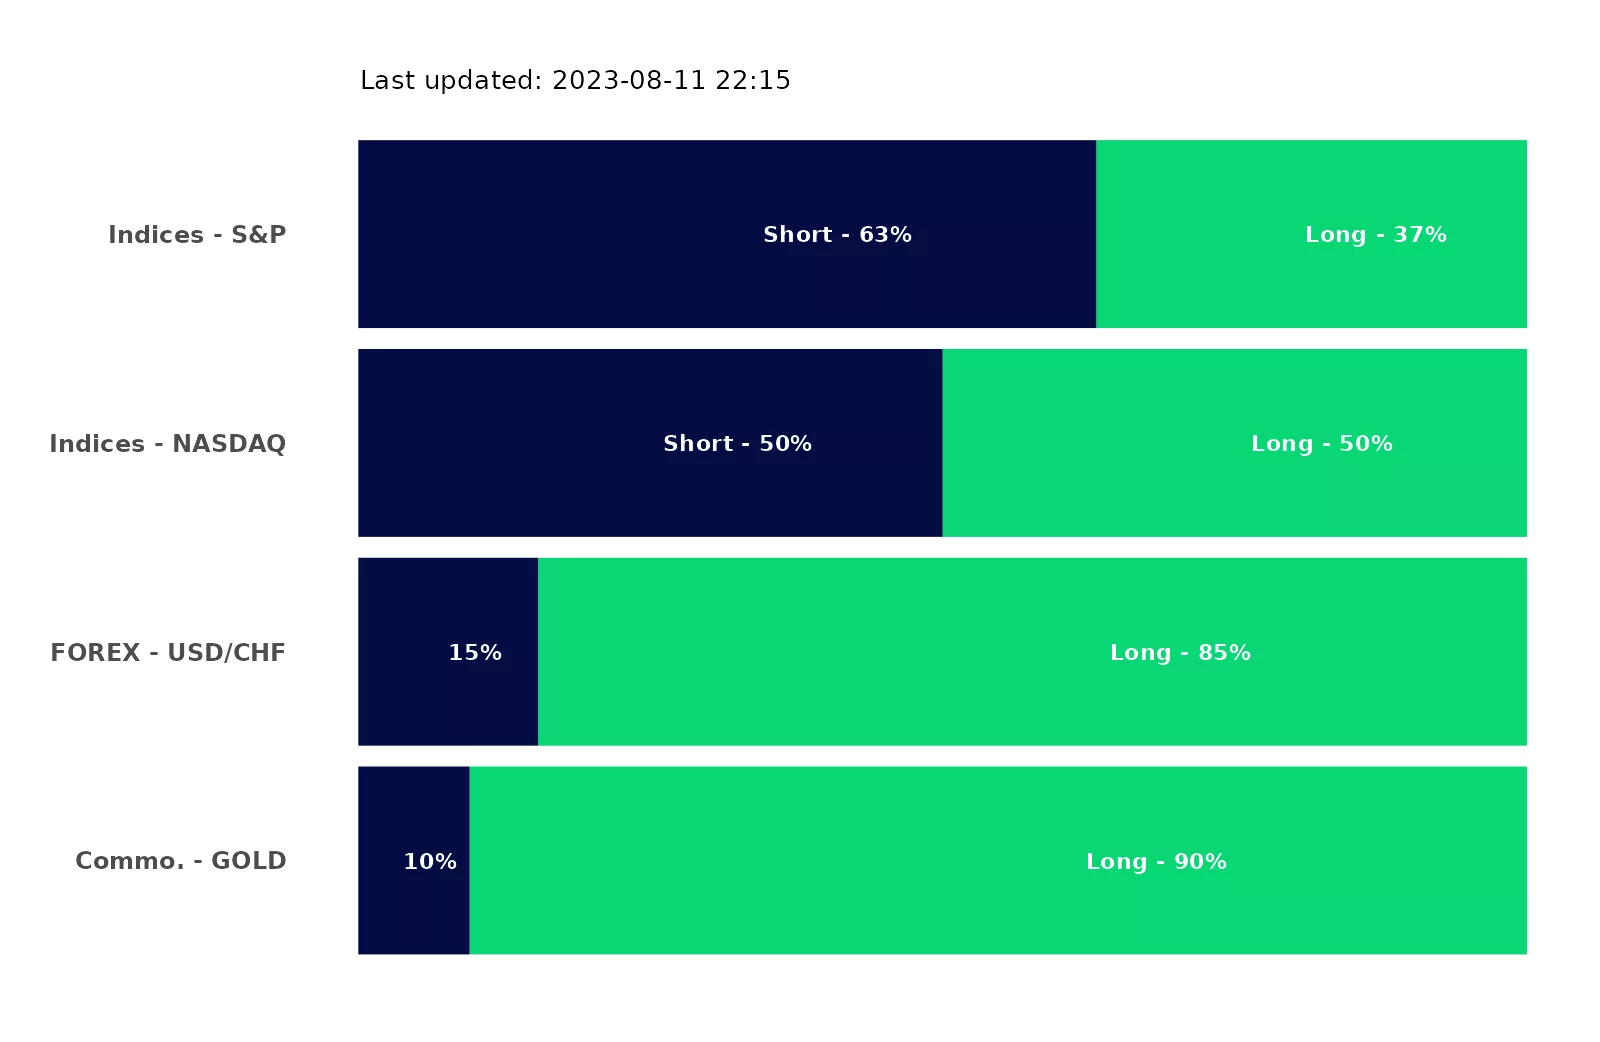 Last updated: 2023-08-11 22:15
Indices - S&P
Short - 63%
Long - 37%
Indices - NASDAQ
Short - 50%
Long - 50%
FOREX - USD/CHF
15%
Long - 85%
Commo. - GOLD
10%
Long - 90%